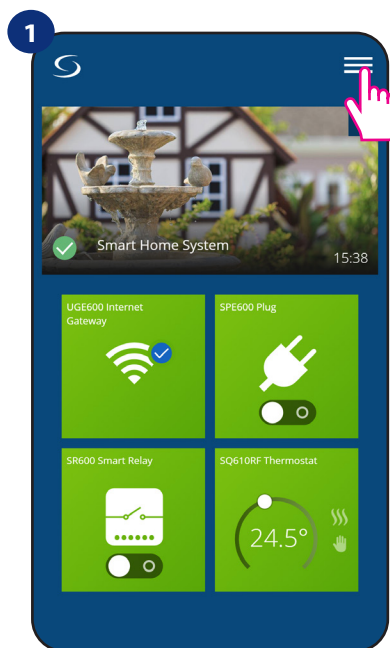 1
Smart Home System
15:38
UGE600 Internet
Gateway
SPE600 Plug
SR600 Smart Relay
SQ610RF Thermostat
24.5°